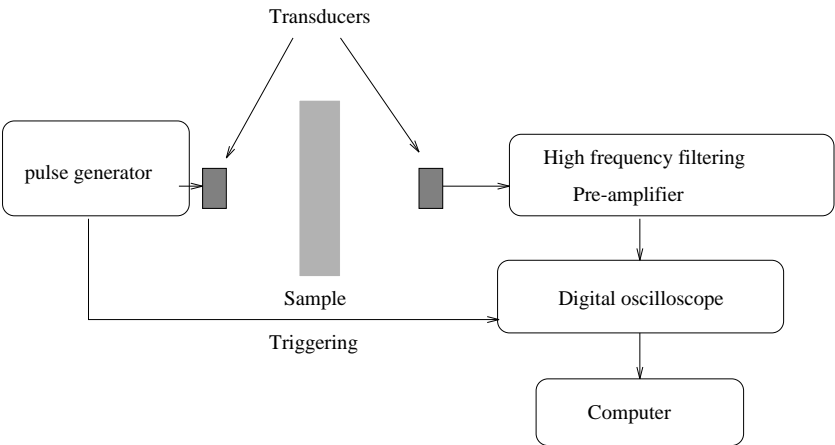 Transducers
pulse generator
High frequency filtering
Pre-amplifier
Sample
Digital oscilloscope
Triggering
Computer